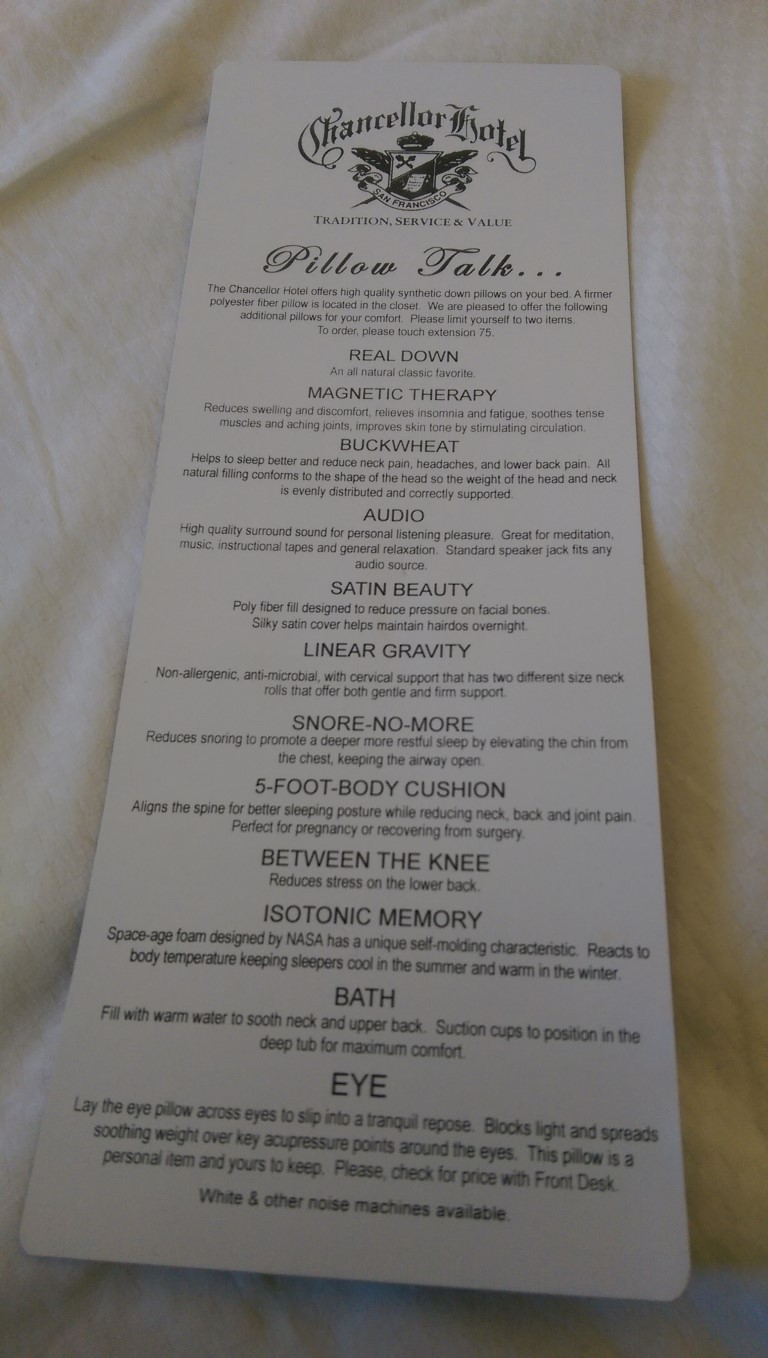 Chancellor Hotel
SAN FRANCISCO
TRADITION, SERVICE & VALUE
Pillow Talk...
The Chancellor Hotel offers high quality synthetic down pillows on your bed. A firmer
polyester fiber pillow is located in the closet. We are pleased to offer the following
additional pillows for your comfort. Please limit yourself to two items.
To order, please touch extension 75.
REAL DOWN
An all natural classic favorite.
MAGNETIC THERAPY
Reduces swelling and discomfort, relieves insomnia and fatigue, soothes tense
muscles and aching joints, improves skin tone by stimulating circulation.
BUCKWHEAT
Helps to sleep better and reduce neck pain, headaches, and lower back pain. All
natural filling conforms to the shape of the head so the weight of the head and neck
is evenly distributed and correctly supported.
AUDIO
High quality surround sound for personal listening pleasure. Great for meditation,
music, instructional tapes and general relaxation. Standard speaker jack fits any
audio source.
SATIN BEAUTY
Poly fiber fill designed to reduce pressure on facial bones.
Silky satin cover helps maintain hairdos overnight.
LINEAR GRAVITY
Non-allergenic, anti-microbial, with cervical support that has two different size neck
rolls that offer both gentle and firm support.
SNORE-NO-MORE
Reduces snoring to promote a deeper more restful sleep by elevating the chin from
the chest, keeping the airway open.
5-FOOT-BODY CUSHION
Aligns the spine for better sleeping posture while reducing neck, back and joint pain.
Perfect for pregnancy or recovering from surgery.
BETWEEN THE KNEE
Reduces stress on the lower back.
ISOTONIC MEMORY
Space-age foam designed by NASA has a unique self-molding characteristic. Reacts to
body temperature keeping sleepers cool in the summer and warm in the winter.
BATH
Fill with warm water to sooth neck and upper back. Suction cups to position in the
deep tub for maximum comfort.
EYE
Lay the eye pillow across eyes to slip into a tranquil repose. Blocks light and spreads
soothing weight over key acupressure points around the eyes. This pillow is a
personal item and yours to keep. Please, check for price with Front Desk.
White & other noise machines available.